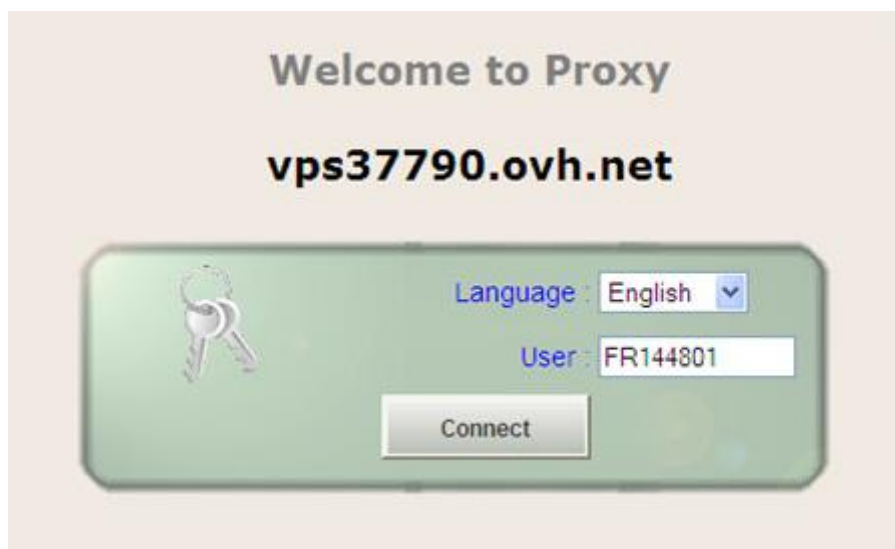 Welcome to Proxy
vps37790.ovh.net
Language : English
User : FR144801
Connect